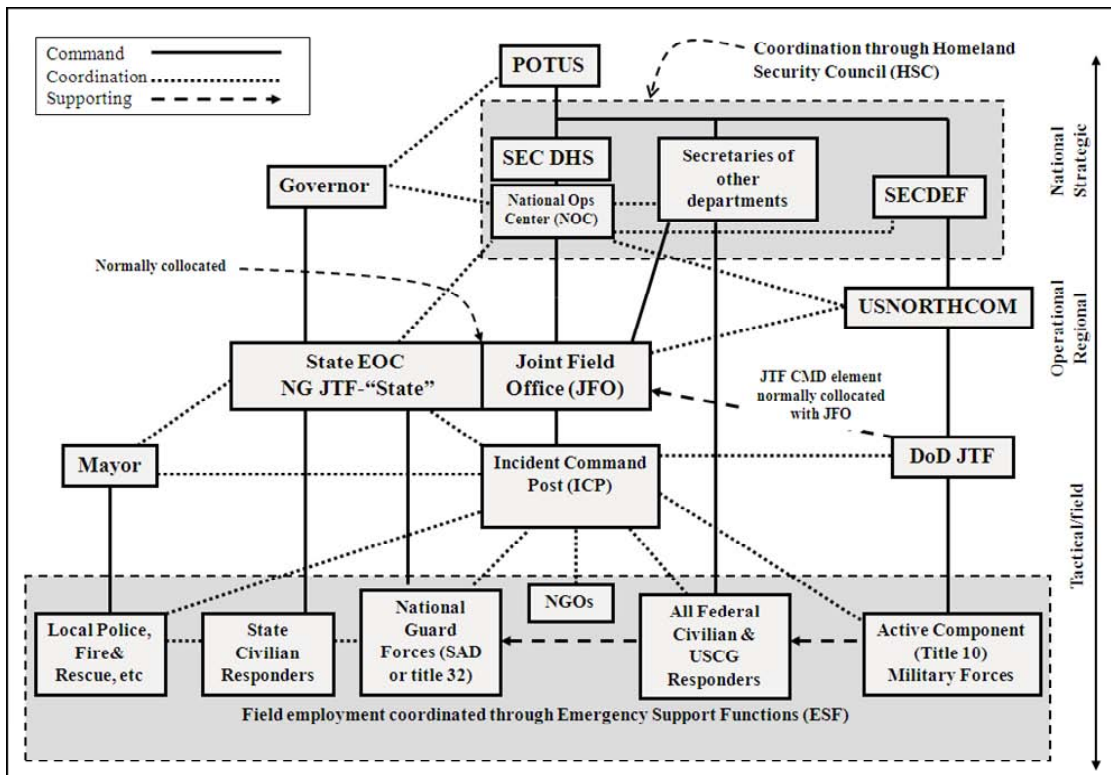 Command
Coordination
Supporting
POTUS
Coordination through Homeland
Security Council (HSC)
National
Strategic
SEC DHS
Secretaries of
other
departments
Governor
National Ops
Center (NOC)
SECDEF
Normally collocated
USNORTHCOM
Operational
Regional
State EOC
NG JTF-“State”
Joint Field
Office (JFO)
JTF CMD element
normally collocated
with JFO
Mayor
Incident Command
Post (ICP)
DoD JTF
Tactical/field
Local Police,
Fire&
Rescue, etc
State
Civilian
Responders
National
Guard
Forces (SAD
or title 32)
NGOs
All Federal
Civilian &
USCG
Responders
Active Component
(Title 10)
Military Forces
Field employment coordinated through Emergency Support Functions (ESF)